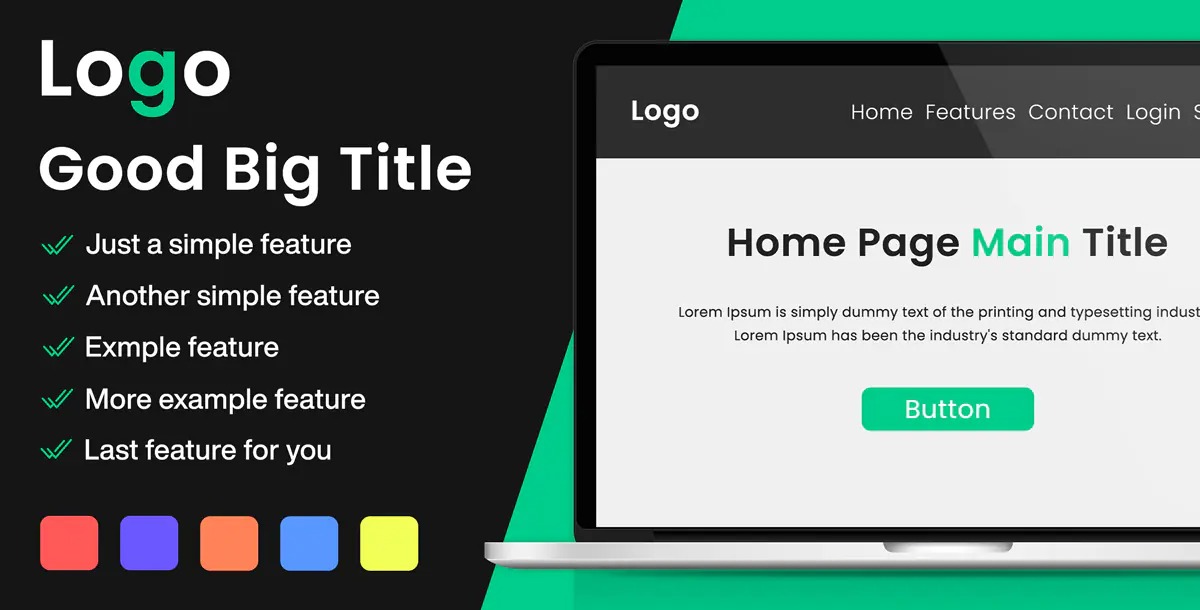 Logo
Good Big Title
Just a simple feature
Another simple feature
Exmple feature
More example feature
Last feature for you
Logo
Home Features Contact Login S
Home Page Main Title
Lorem Ipsum is simply dummy text of the printing and typesetting indust
Lorem Ipsum has been the industry's standard dummy text.
Button